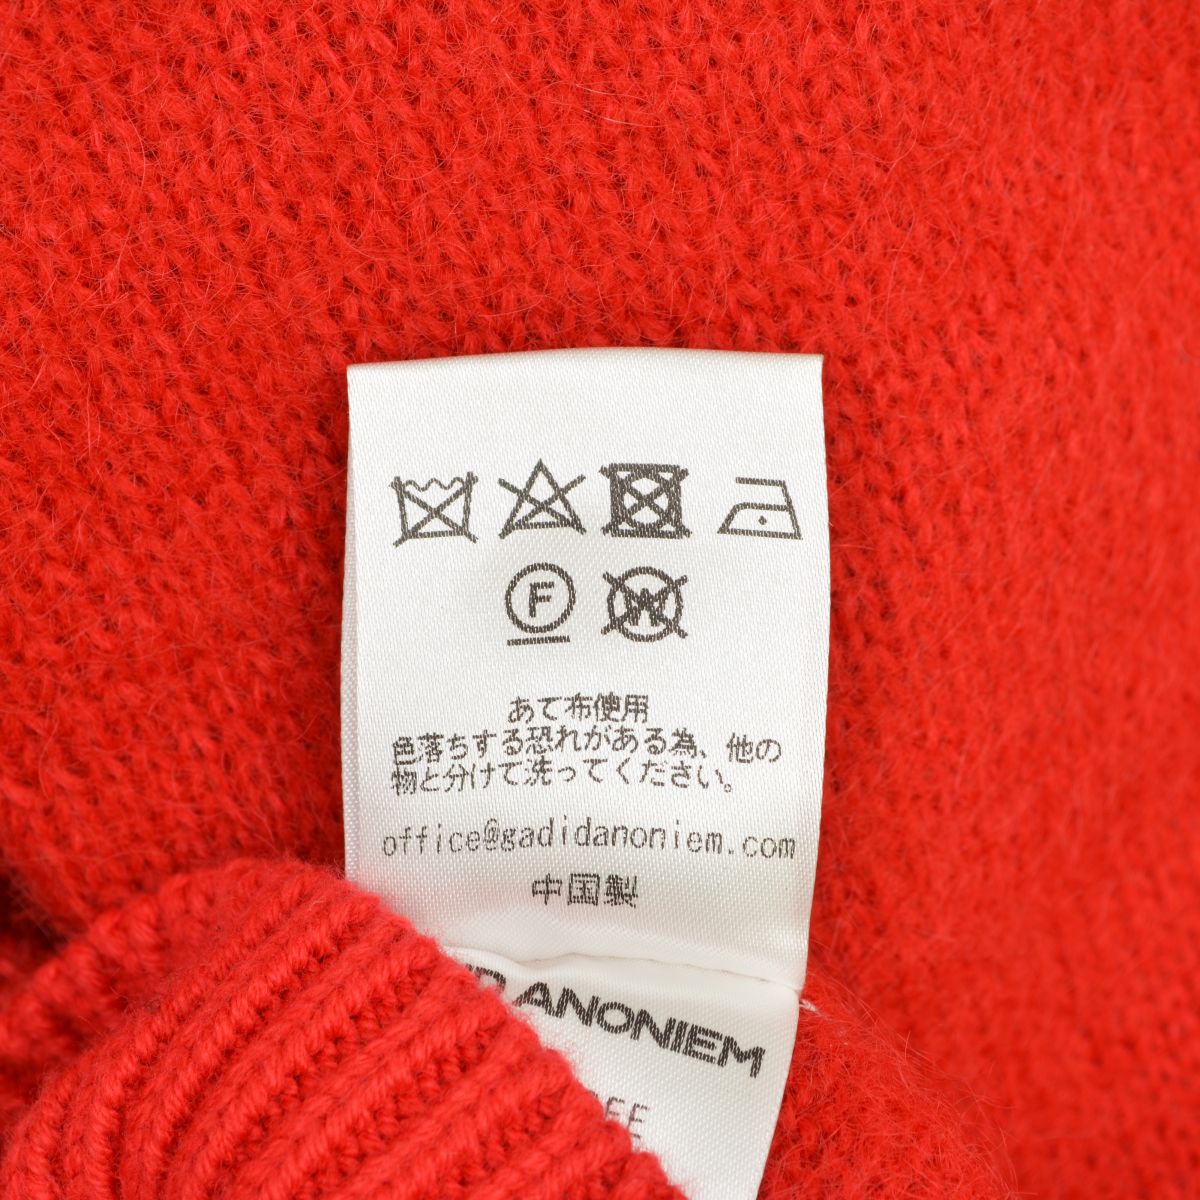 F W
あて布使用
色落ちする恐れがある為、他の
物と分けて洗ってください。
office@gadidanoniem.com
中国製
ANONIEM